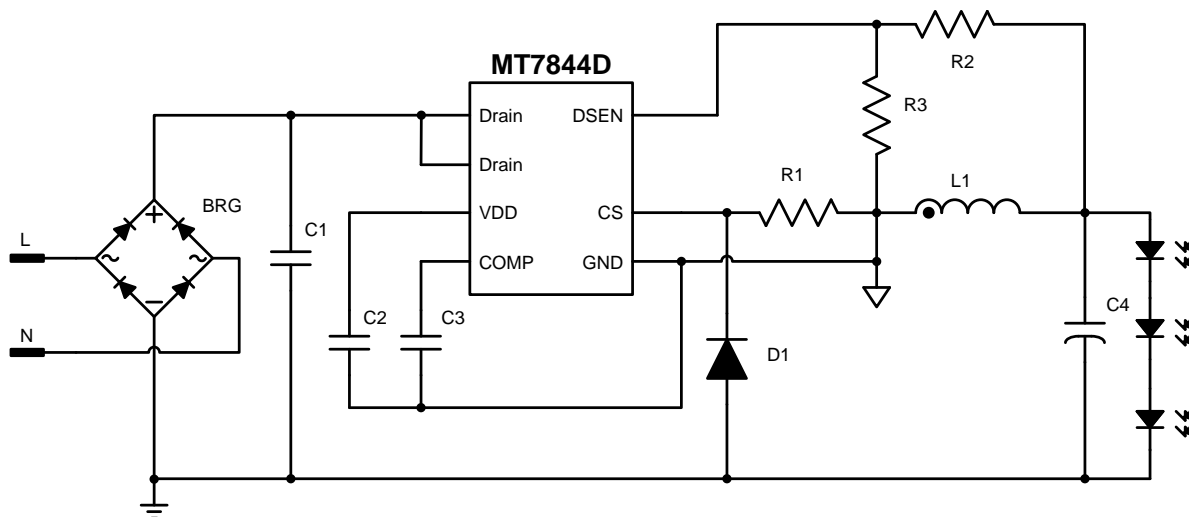 MT7844D
R2
R3
Drain
DSEN
Drain
R1
L1
BRG
VDD
CS
C1
L
COMP
GND
C2
C3
C4
N
D1